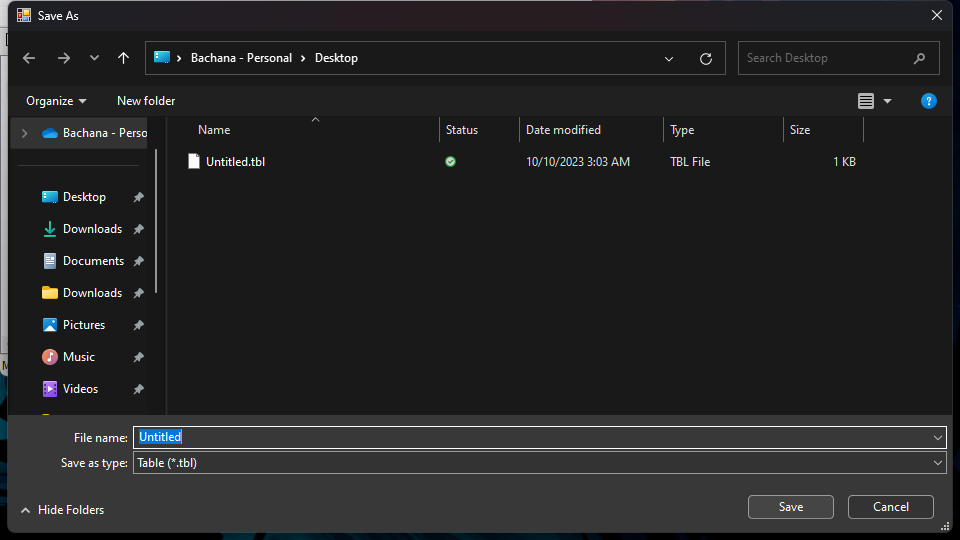 Save As
Bachana - Personal > Desktop
Search Desktop
Organize
New folder
?
Bachana - Perso
Name
Status
Date modified
Type
Size
Untitled.tbl
10/10/2023 3:03 AM
TBL File
1 KB
Desktop
Downloads
Documents
Downloads
Pictures
Music
Videos
File name:
Untitled
Save as type:
Table (*.tbl)
Hide Folders
Save
Cancel